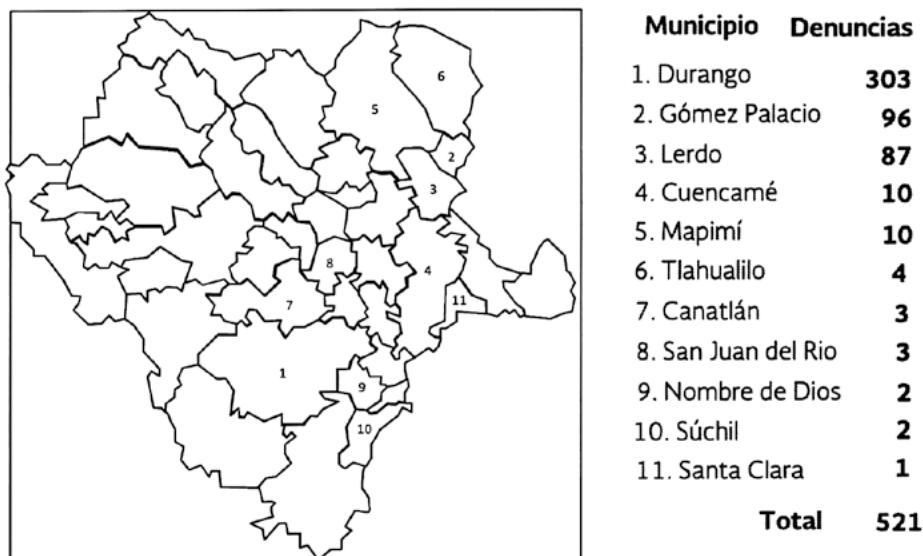 6
5
2
3
8
4
7
11
1
9
10
Municipio Denuncias
1. Durango 303
2. Gómez Palacio 96
3. Lerdo 87
4. Cuencamé 10
5. Mapimí 10
6. Tlahualilo 4
7. Canatlán 3
8. San Juan del Rio 3
9. Nombre de Dios 2
10. Súchil 2
11. Santa Clara 1
Total 521